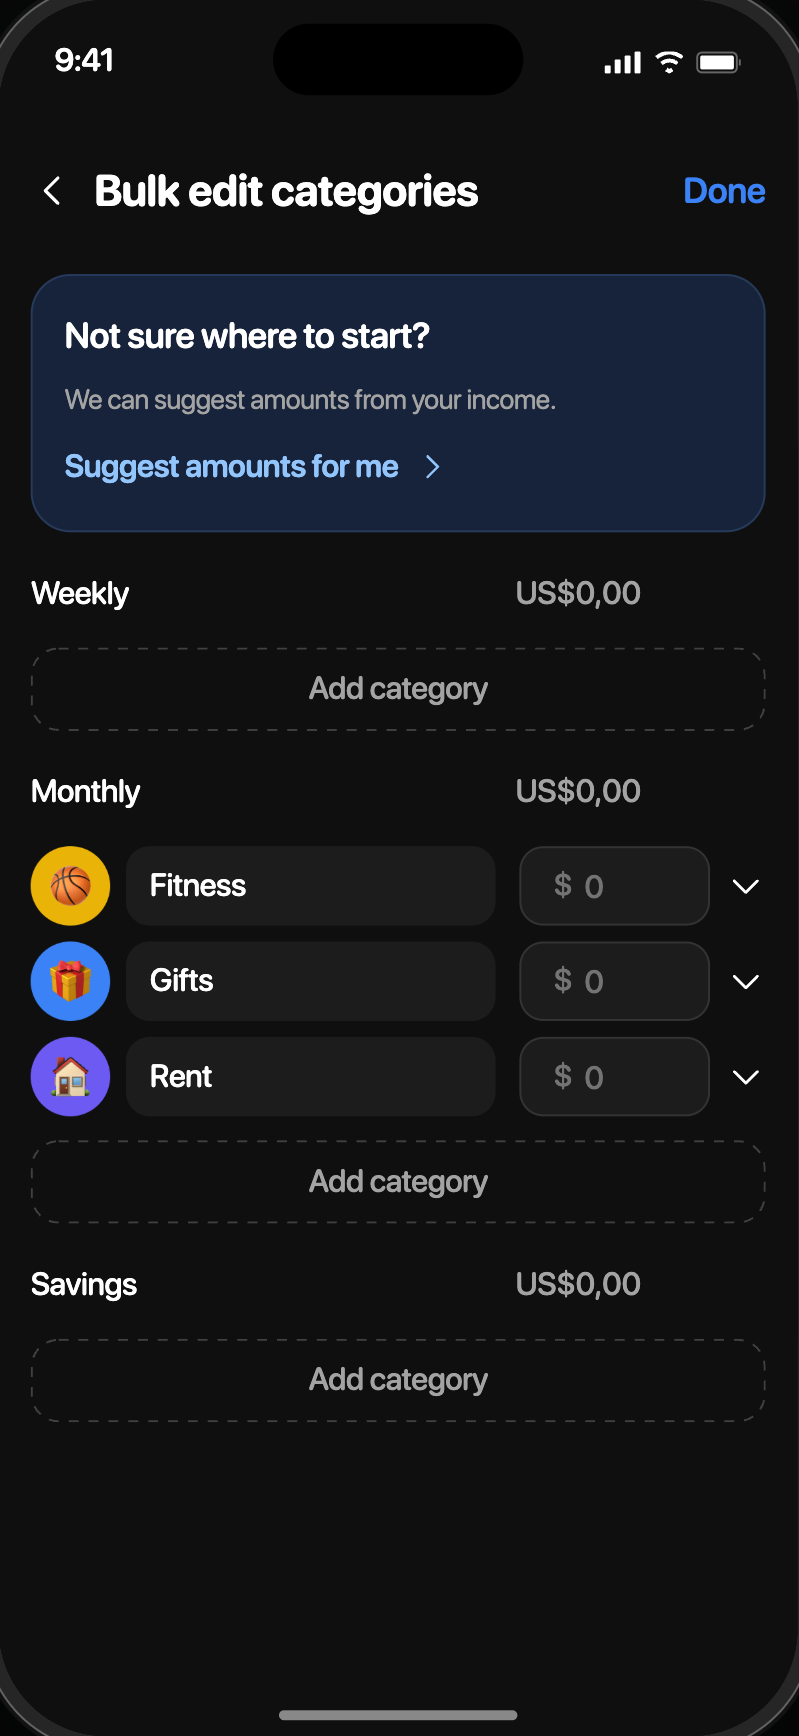 9:41
Bulk edit categories Done
Not sure where to start?
We can suggest amounts from your income.
Suggest amounts for me
Weekly US$0,00
Add category
Monthly US$0,00
Fitness $ 0
Gifts $ 0
Rent $ 0
Add category
Savings US$0,00
Add category